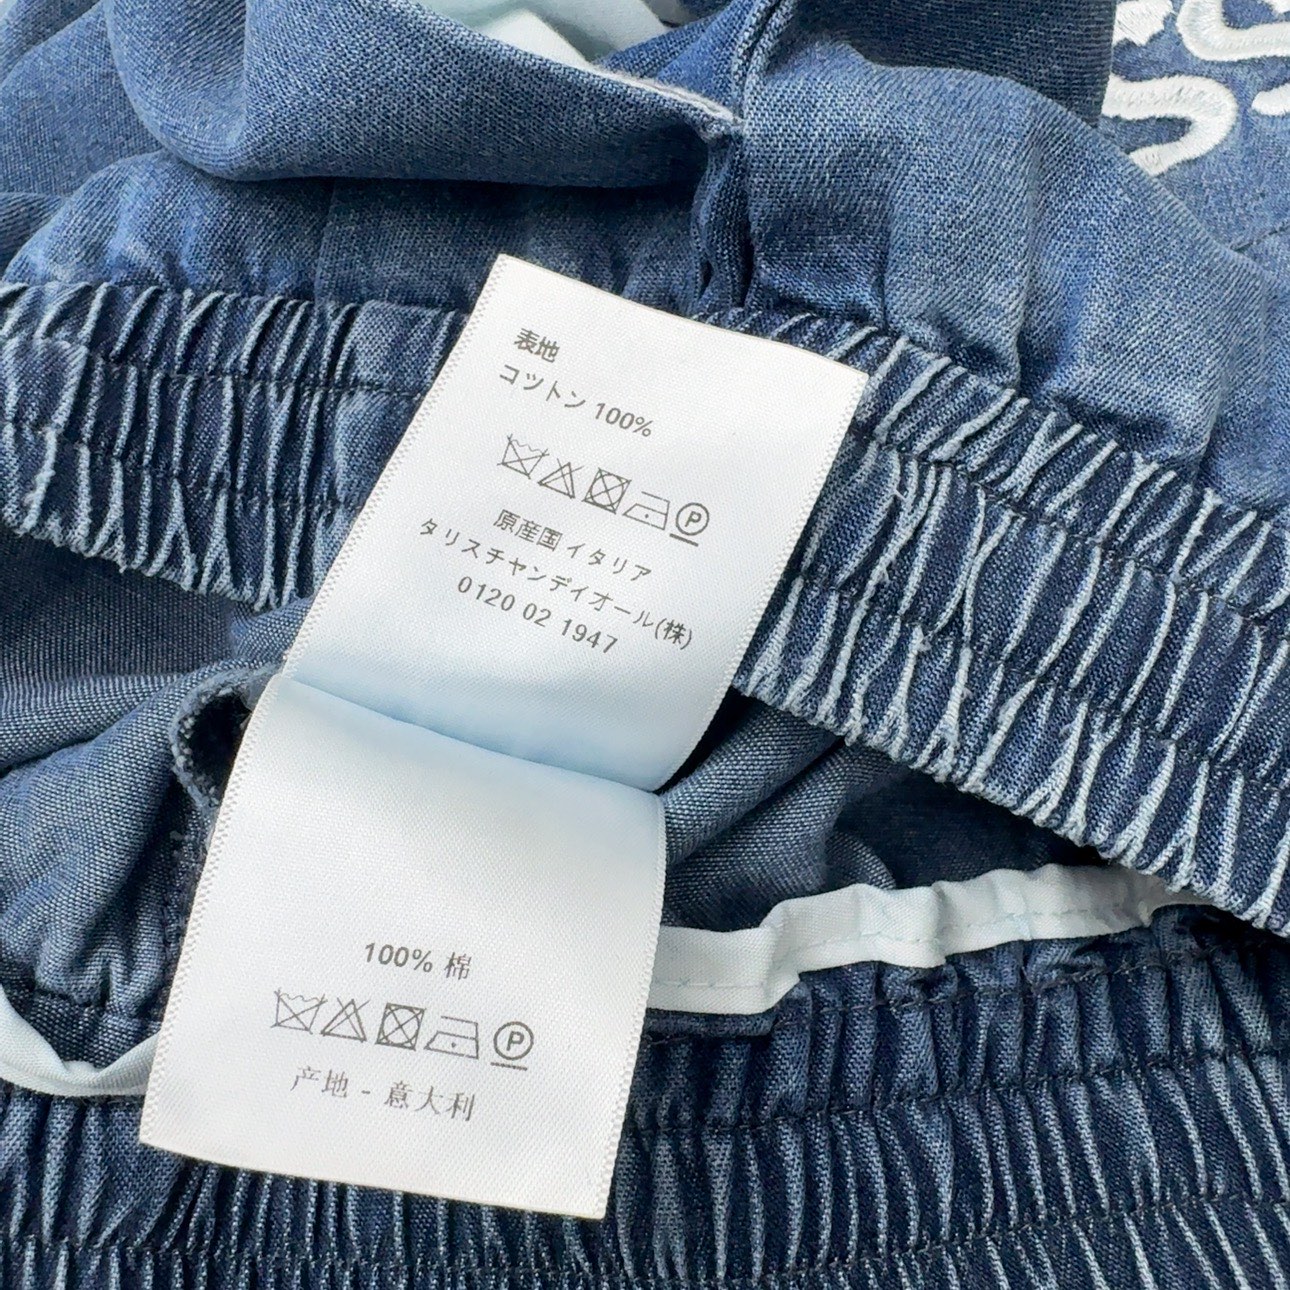 表地
コットン 100%
P
原産国 イタリア
タリスチャンディオール(株)
0120 02 1947
100% 棉
P
产地 - 意大利